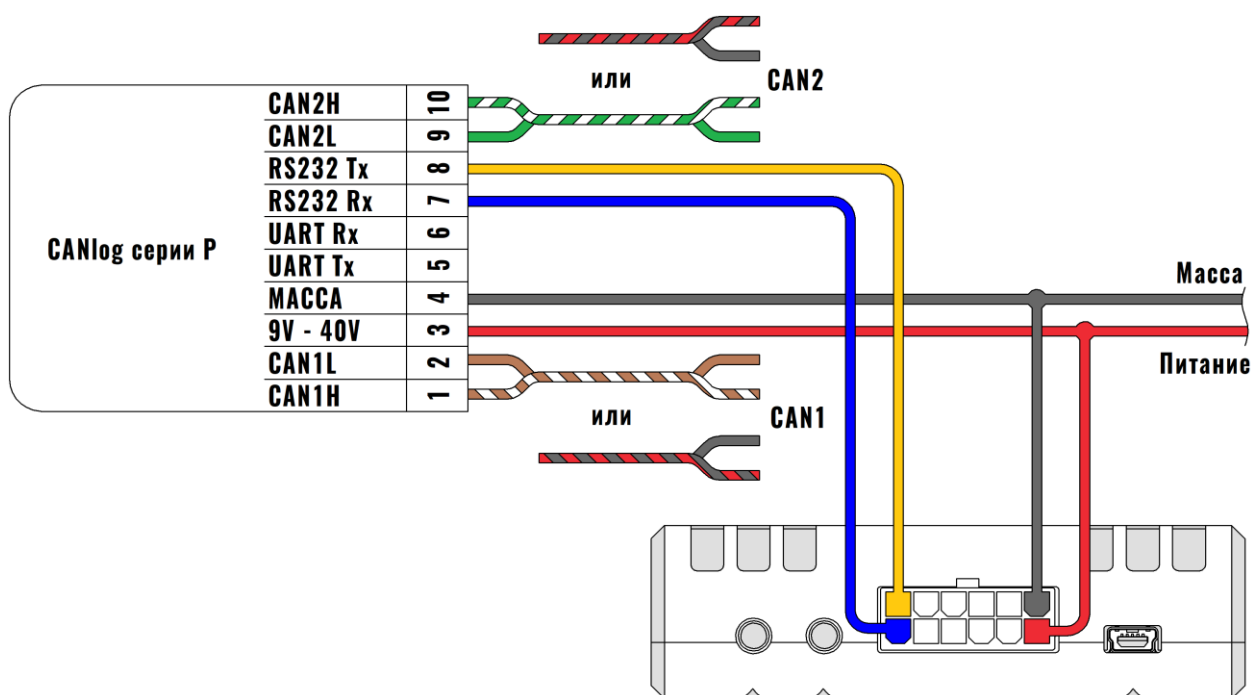 или
CAN2
CAN2H 10
CAN2L 9
RS232 Tx 8
RS232 Rx 7
CANlog серии P
UART Rx 6
UART Tx 5
МАССА 4
Масса
9V - 40V 3
Питание
CAN1L 2
CAN1H 1
или
CAN1